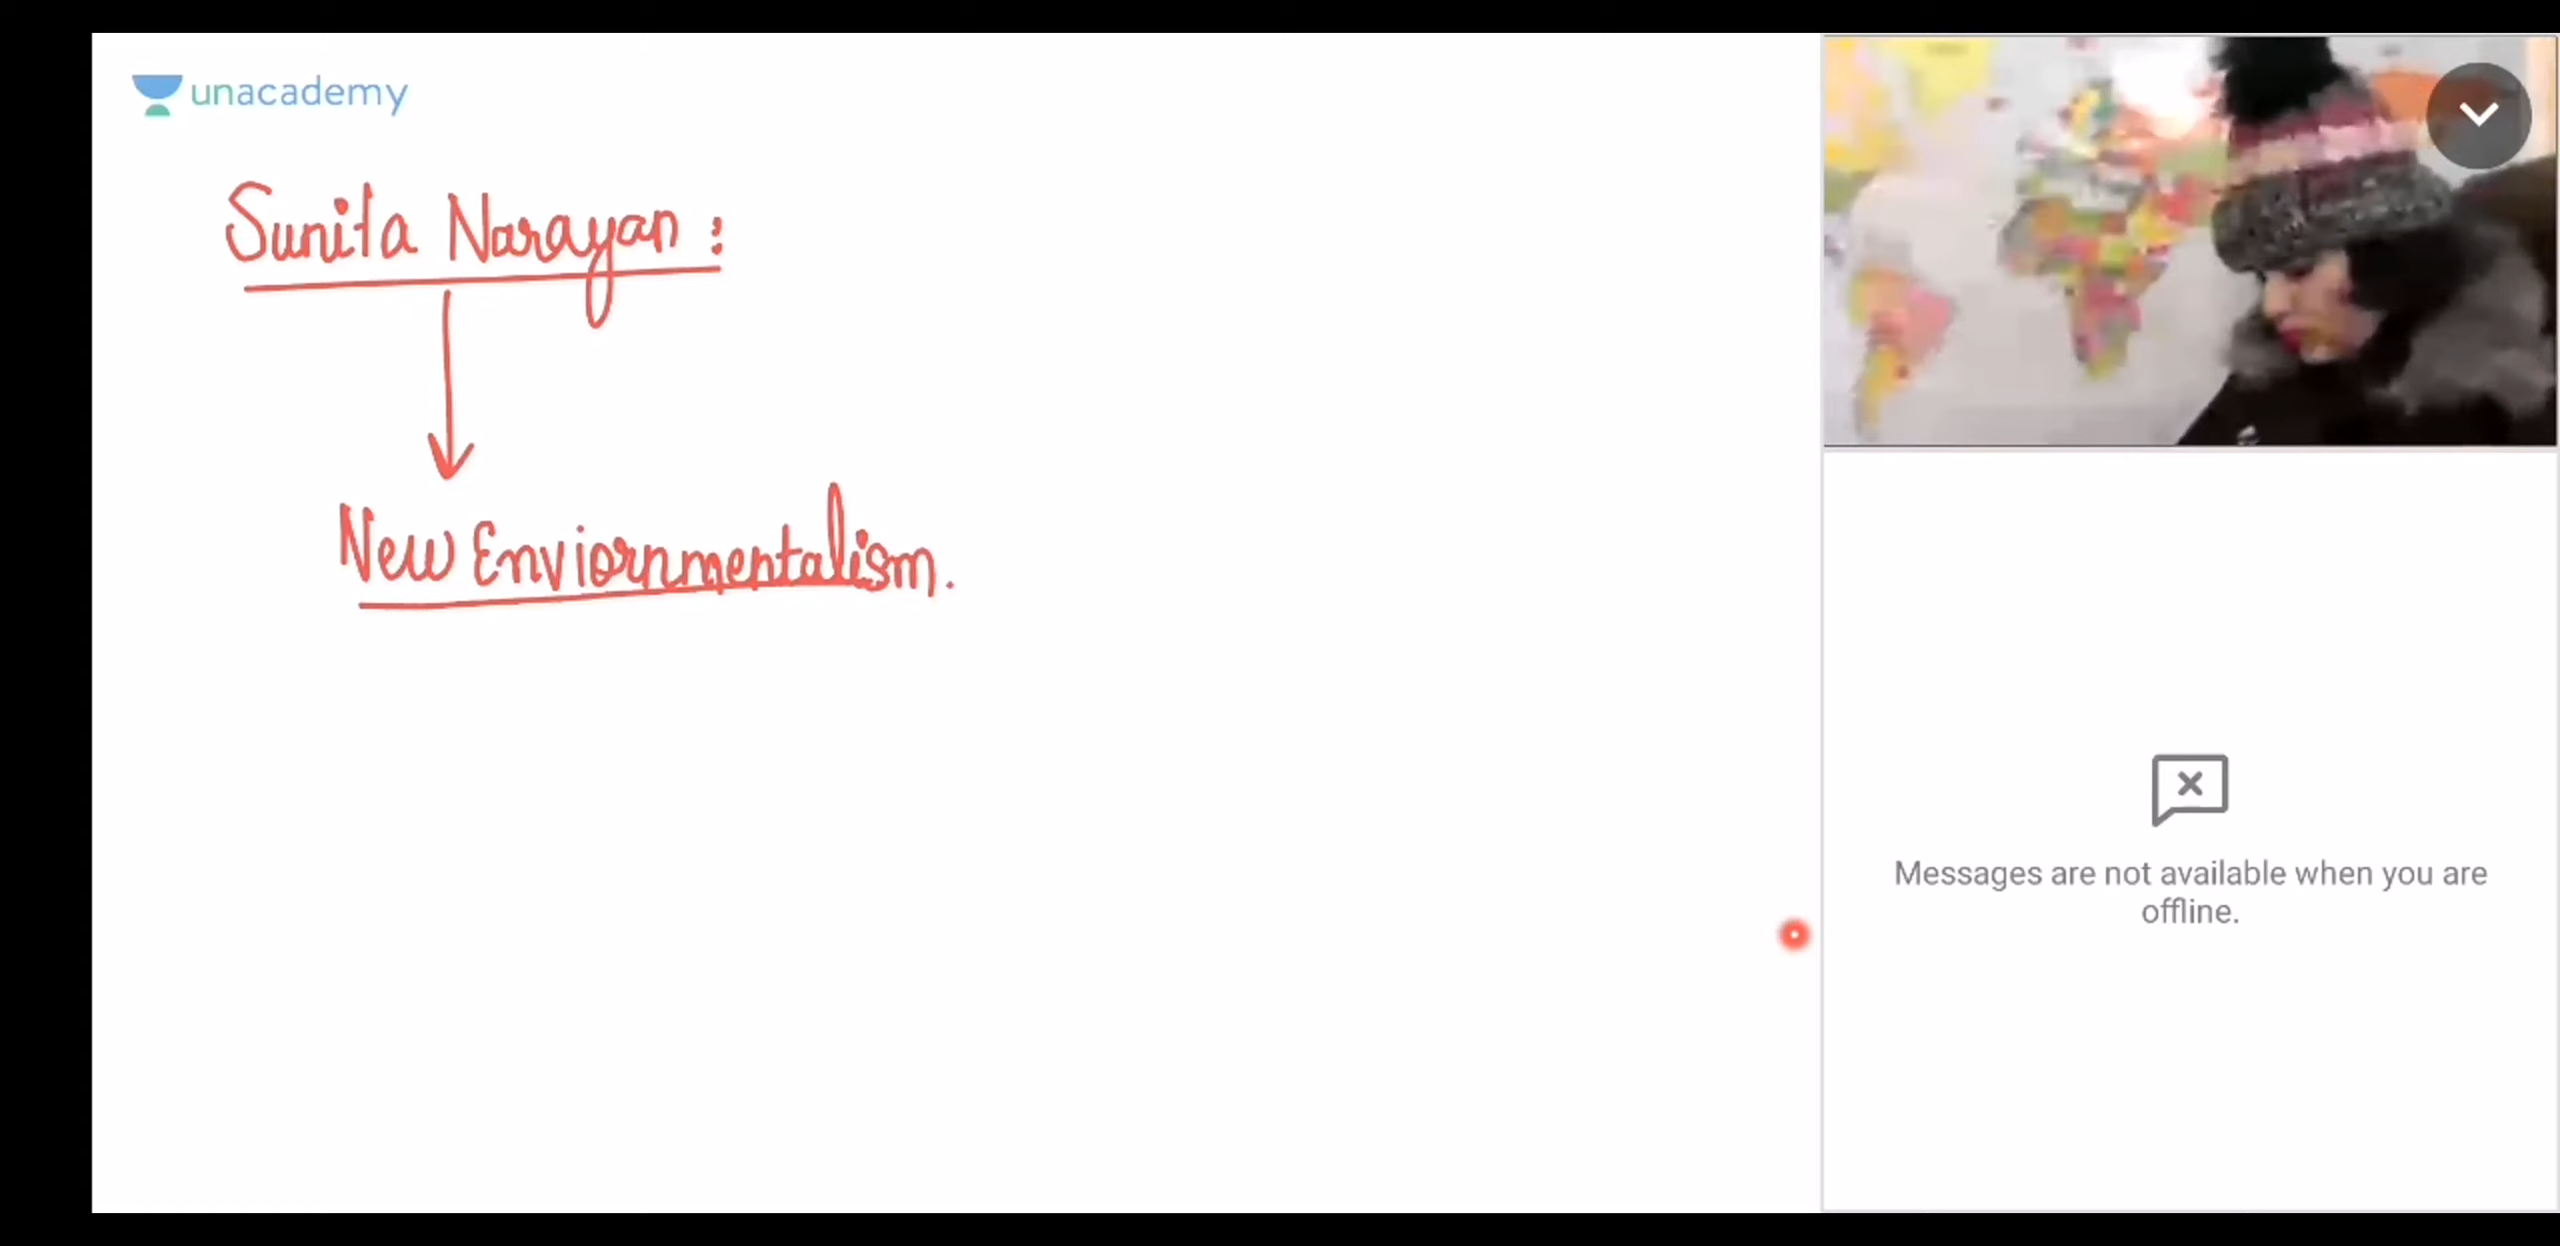 unacademy
Sunita Narayan :
New Enviornmentalism.
Messages are not available when you are
offline.